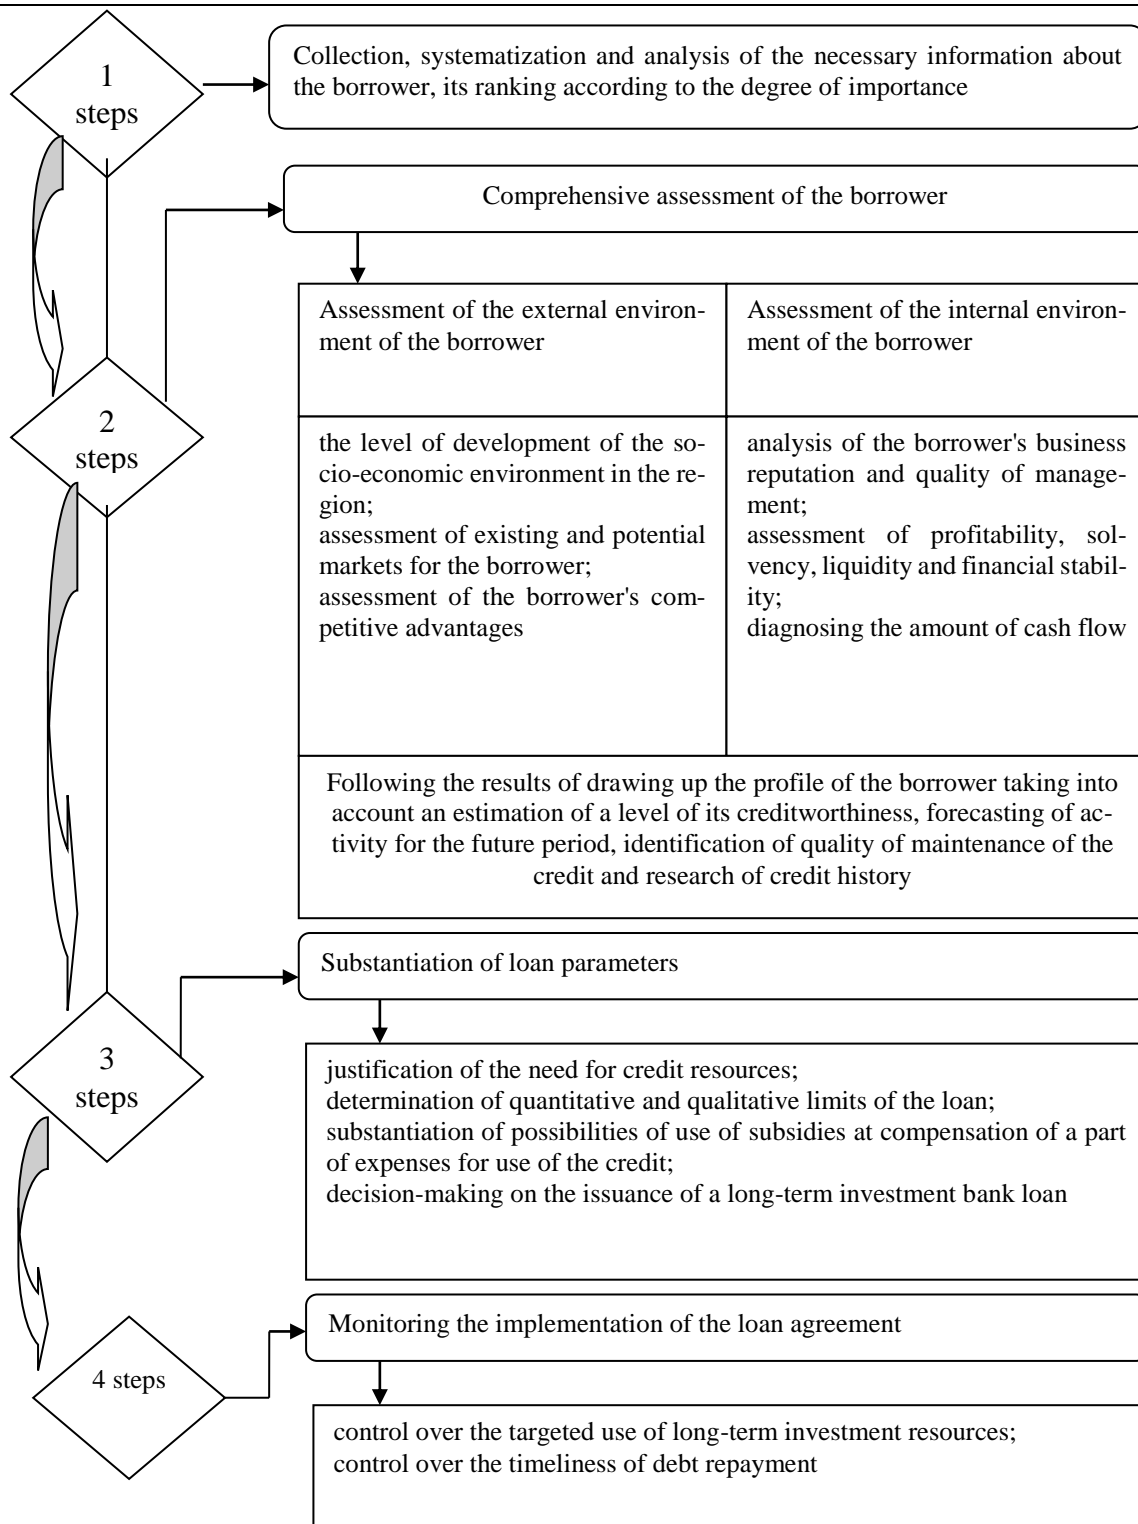 1
steps
Collection, systematization and analysis of the necessary information about
the borrower, its ranking according to the degree of importance
Comprehensive assessment of the borrower
2
steps
Assessment of the external environ-
ment of the borrower
Assessment of the internal environ-
ment of the borrower
the level of development of the so-
cio-economic environment in the re-
gion;
assessment of existing and potential
markets for the borrower;
assessment of the borrower's com-
petitive advantages
analysis of the borrower's business
reputation and quality of manage-
ment;
assessment of profitability, sol-
vency, liquidity and financial stabil-
ity;
diagnosing the amount of cash flow
Following the results of drawing up the profile of the borrower taking into
account an estimation of a level of its creditworthiness, forecasting of ac-
tivity for the future period, identification of quality of maintenance of the
credit and research of credit history
3
steps
Substantiation of loan parameters
justification of the need for credit resources;
determination of quantitative and qualitative limits of the loan;
substantiation of possibilities of use of subsidies at compensation of a part
of expenses for use of the credit;
decision-making on the issuance of a long-term investment bank loan
4 steps
Monitoring the implementation of the loan agreement
control over the targeted use of long-term investment resources;
control over the timeliness of debt repayment